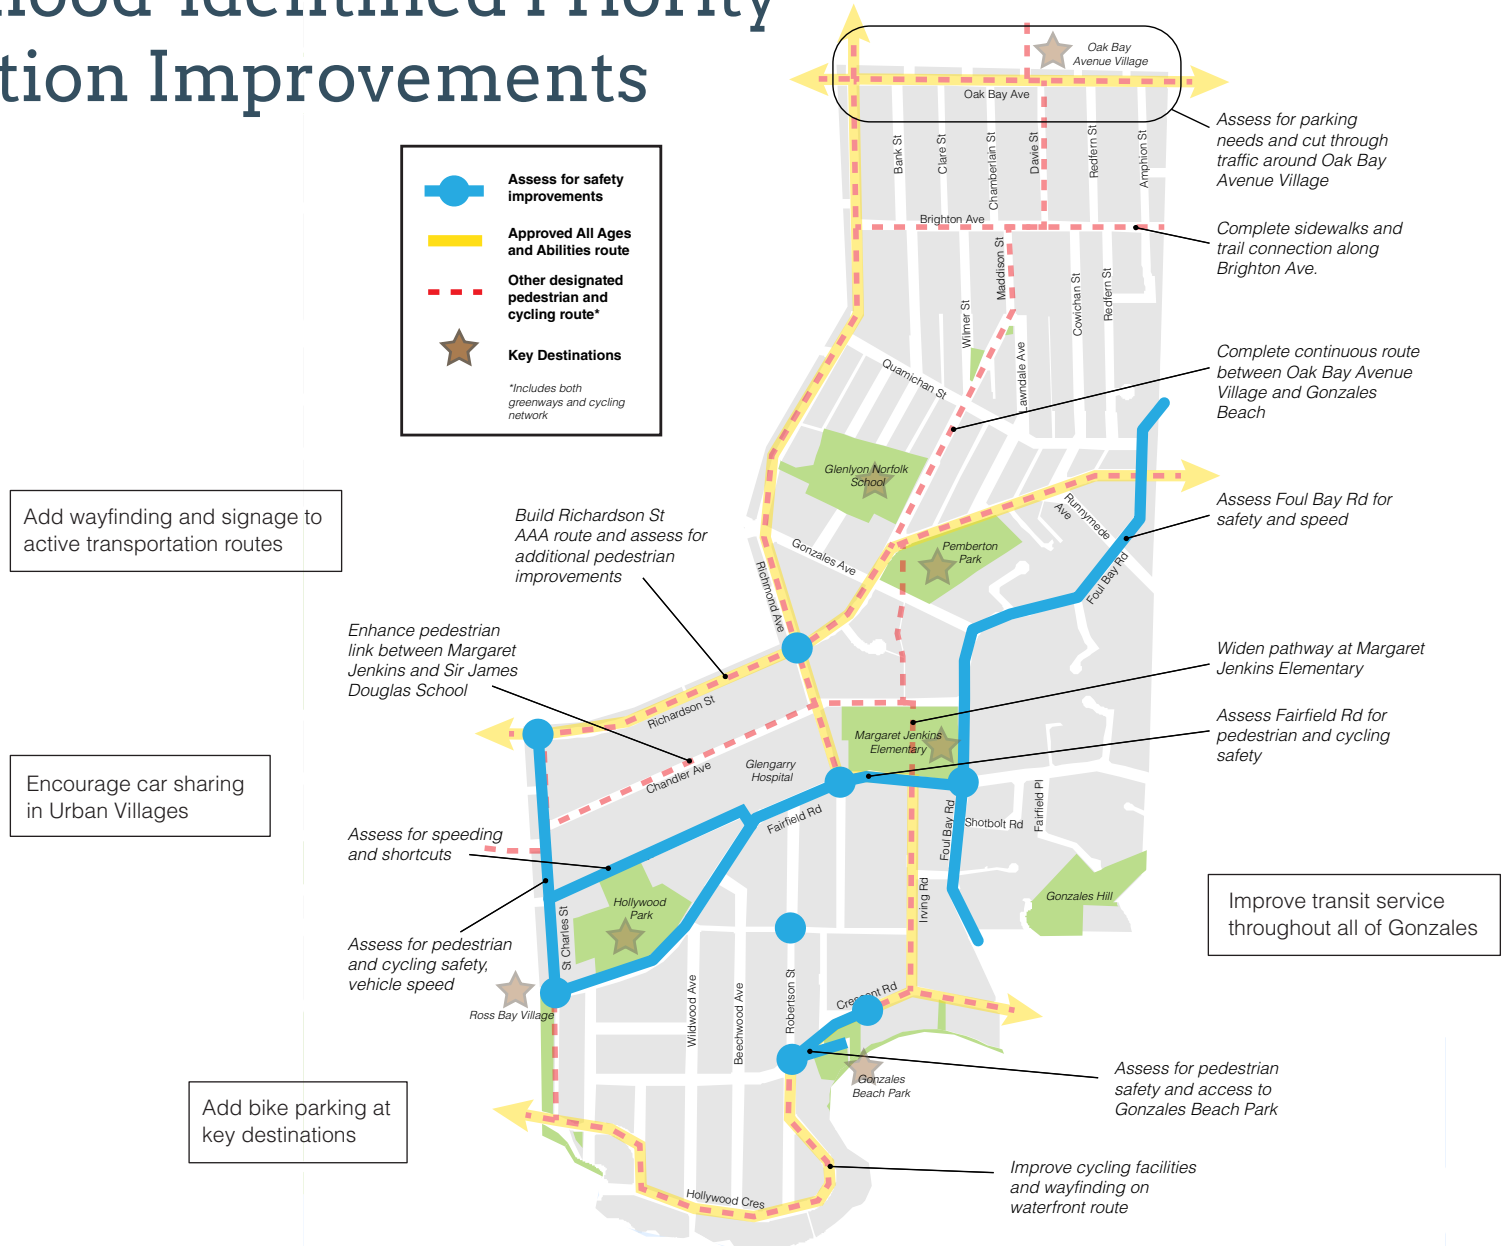 hood-Identified Priority
tion Improvements
Assess for safety
improvements
Approved All Ages
and Abilities route
Other designated
pedestrian and
cycling route*
Key Destinations
*Includes both
greenways and cycling
network
Oak Bay
Avenue Village
Oak Bay Ave
Bank St
Clare St
Chamberlain St
Davie St
Redfern St
Amphion St
Assess for parking
needs and cut through
traffic around Oak Bay
Avenue Village
Brighton Ave
Complete sidewalks and
trail connection along
Brighton Ave.
Maddison St
Wilmer St
Lawndale Ave
Cowichan St
Redfern St
Quamichan St
Complete continuous route
between Oak Bay Avenue
Village and Gonzales
Beach
Glenlyon Norfolk
School
Runnymede
Ave
Assess Foul Bay Rd for
safety and speed
Add wayfinding and signage to
active transportation routes
Build Richardson St
AAA route and assess for
additional pedestrian
improvements
Gonzales Ave
Pemberton
Park
Foul Bay Rd
Richmond Ave
Enhance pedestrian
link between Margaret
Jenkins and Sir James
Douglas School
Widen pathway at Margaret
Jenkins Elementary
Richardson St
Margaret Jenkins
Elementary
Assess Fairfield Rd for
pedestrian and cycling
safety
Chandler Ave
Glengarry
Hospital
Encourage car sharing
in Urban Villages
Fairfield Rd
Foul Bay Rd
Shotbolt Rd
Fairfield Pl
Assess for speeding
and shortcuts
Hollywood
Park
Irving Rd
Gonzales Hill
Improve transit service
throughout all of Gonzales
St Charles St
Assess for pedestrian
and cycling safety,
vehicle speed
Ross Bay Village
Wildwood Ave
Beechwood Ave
Robertson St
Crescent Rd
Gonzales
Beach Park
Assess for pedestrian
safety and access to
Gonzales Beach Park
Add bike parking at
key destinations
Hollywood Cres
Improve cycling facilities
and wayfinding on
waterfront route